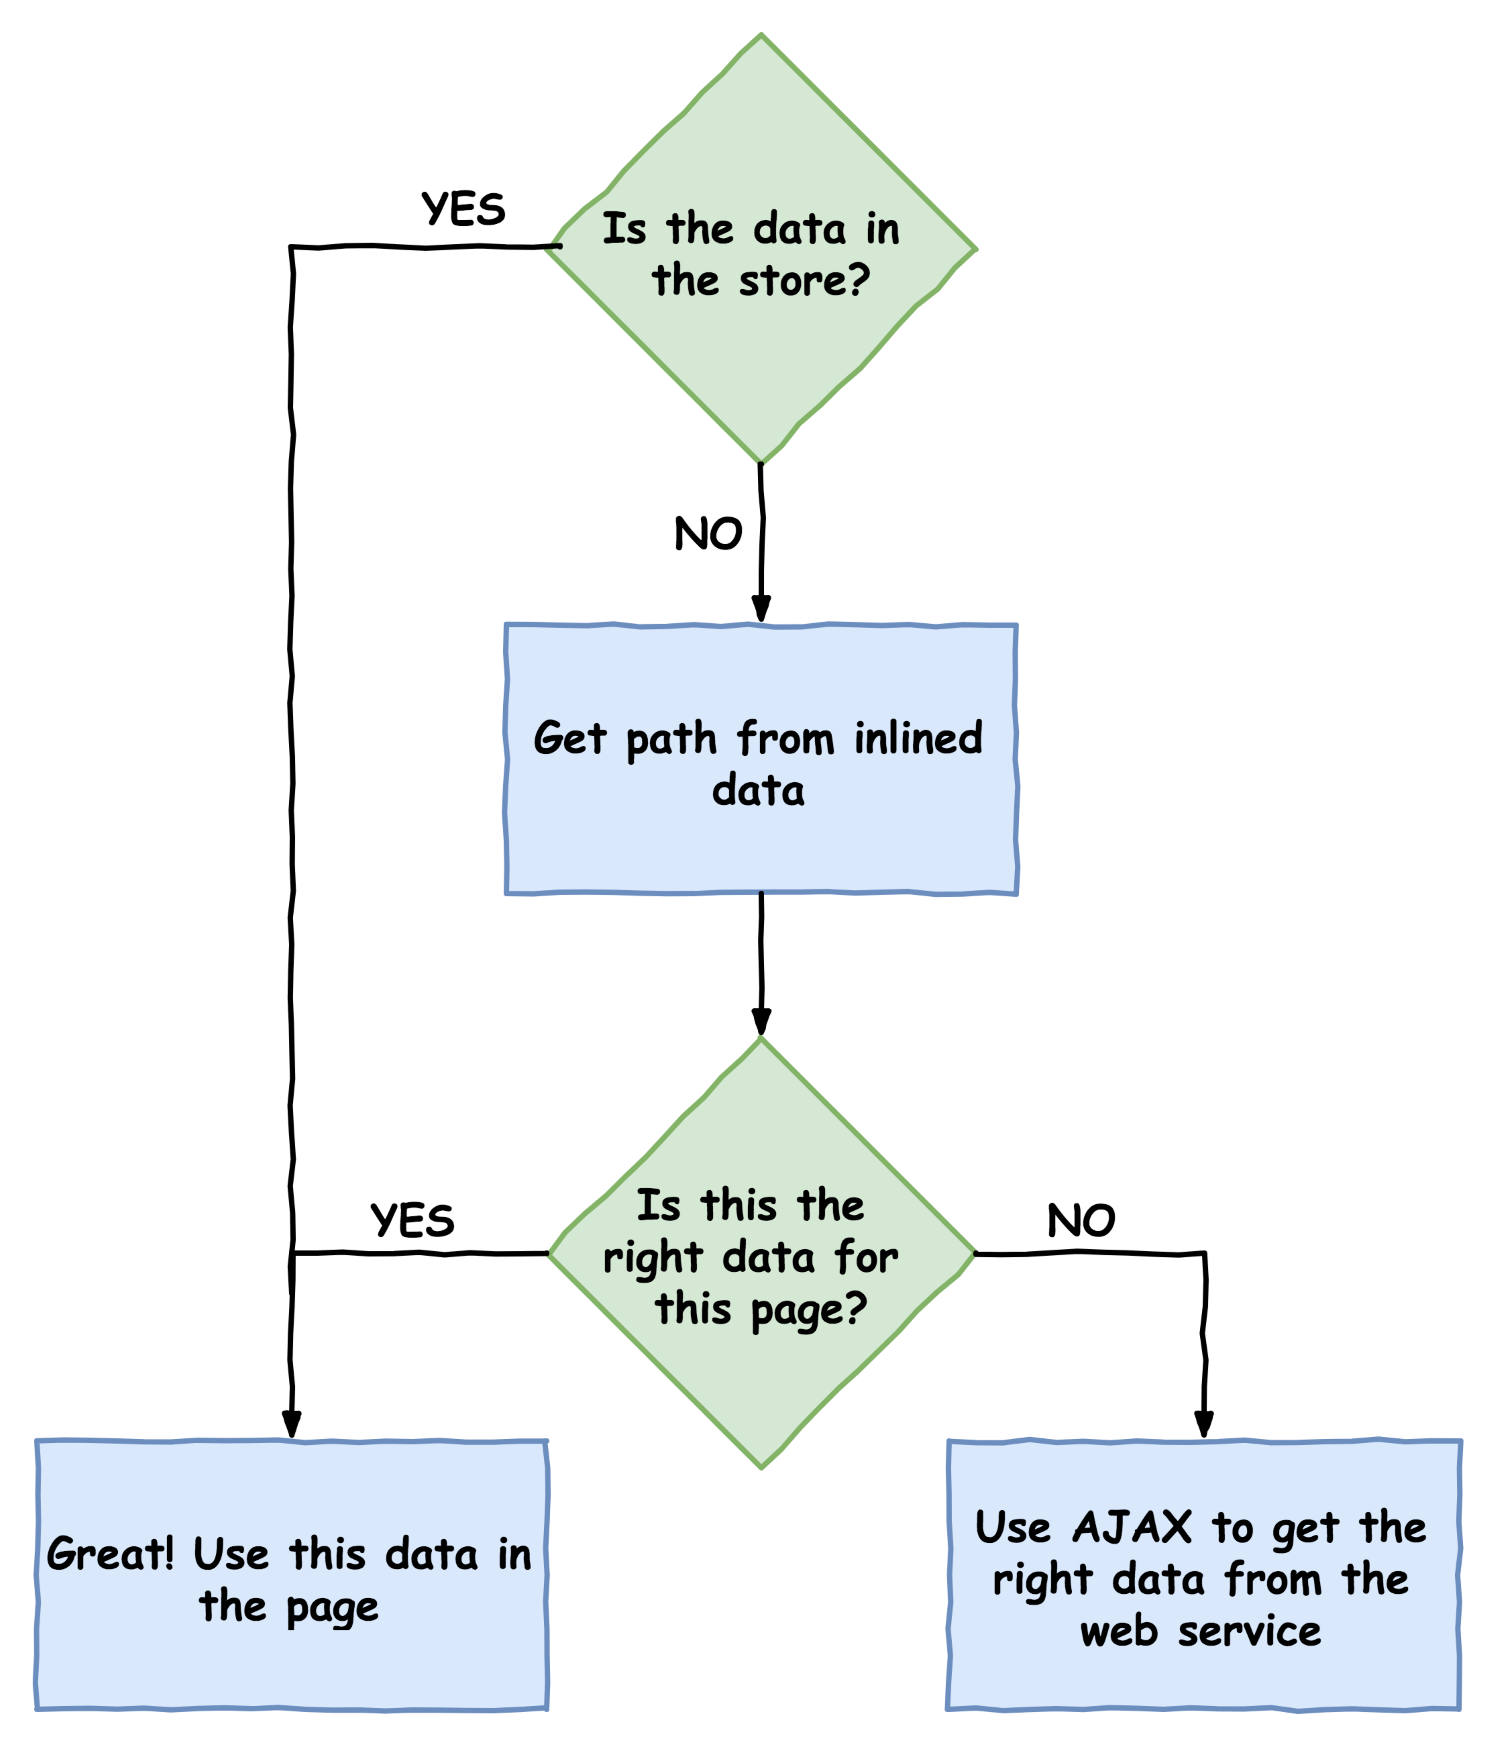 YES
Is the data in
the store?
NO
Get path from inlined
data
YES
Is this the
right data for
this page?
NO
Great! Use this data in
the page
Use AJAX to get the
right data from the
web service